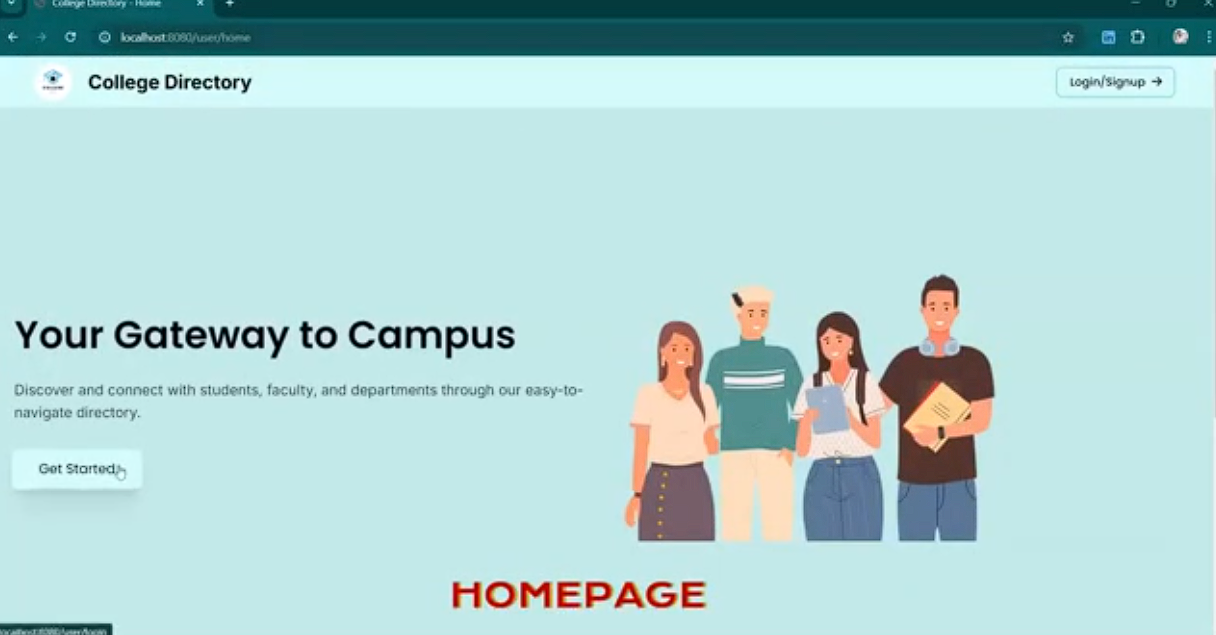 College Directory - Home
localhost:8080/user/home
College Directory
Login/Signup →
Your Gateway to Campus
Discover and connect with students, faculty, and departments through our easy-to-
navigate directory.
Get Started
HOMEPAGE
localhost:8080/user/login